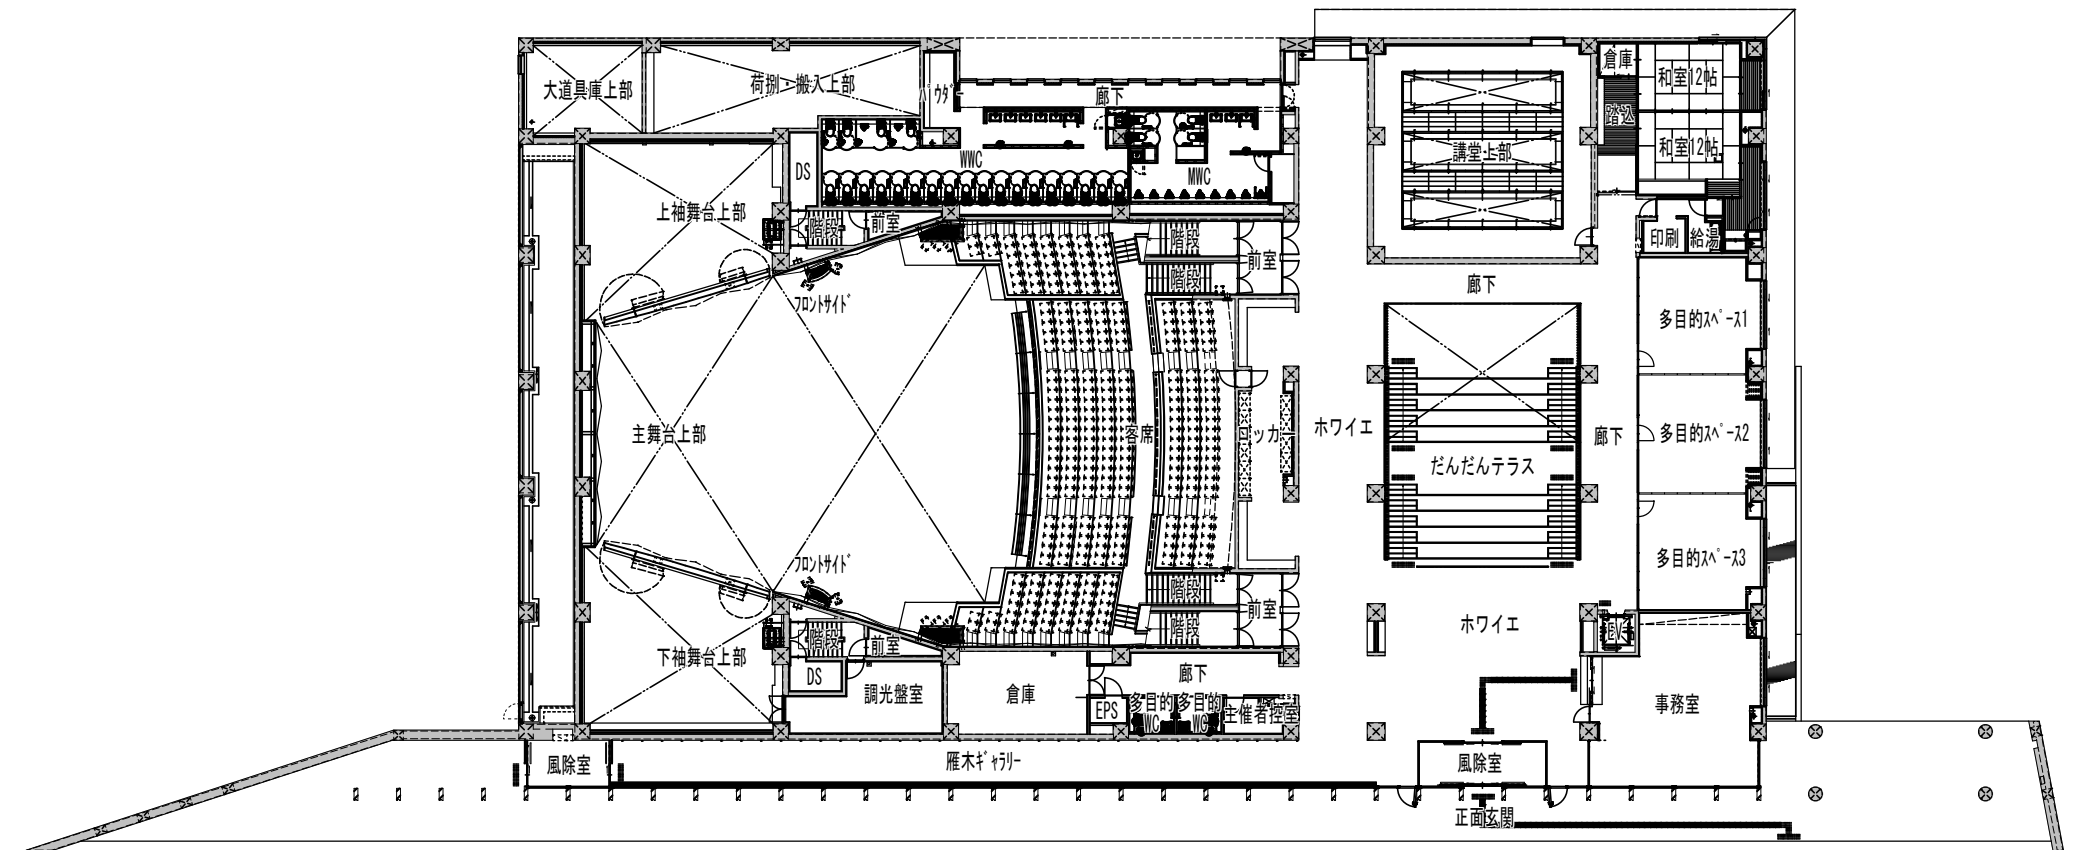 大道具庫上部
荷捌・搬入上部
パウダー
廊下
倉庫
和室12帖
踏込
和室12帖
講堂上部
WWC
MWC
DS
上袖舞台上部
階段
前室
階段
前室
階段
印刷
給湯
フロントサイド
廊下
多目的スペース1
主舞台上部
客席
ロッカー
ホワイエ
廊下
多目的スペース2
だんだんテラス
フロントサイド
多目的スペース3
階段
前室
階段
ホワイエ
EV
階段
前室
下袖舞台上部
DS
調光盤室
倉庫
廊下
EPS
多目的
WC
多目的
WC
主催者控室
事務室
SZ
風除室
雁木ギャラリー
風除室
正面玄関